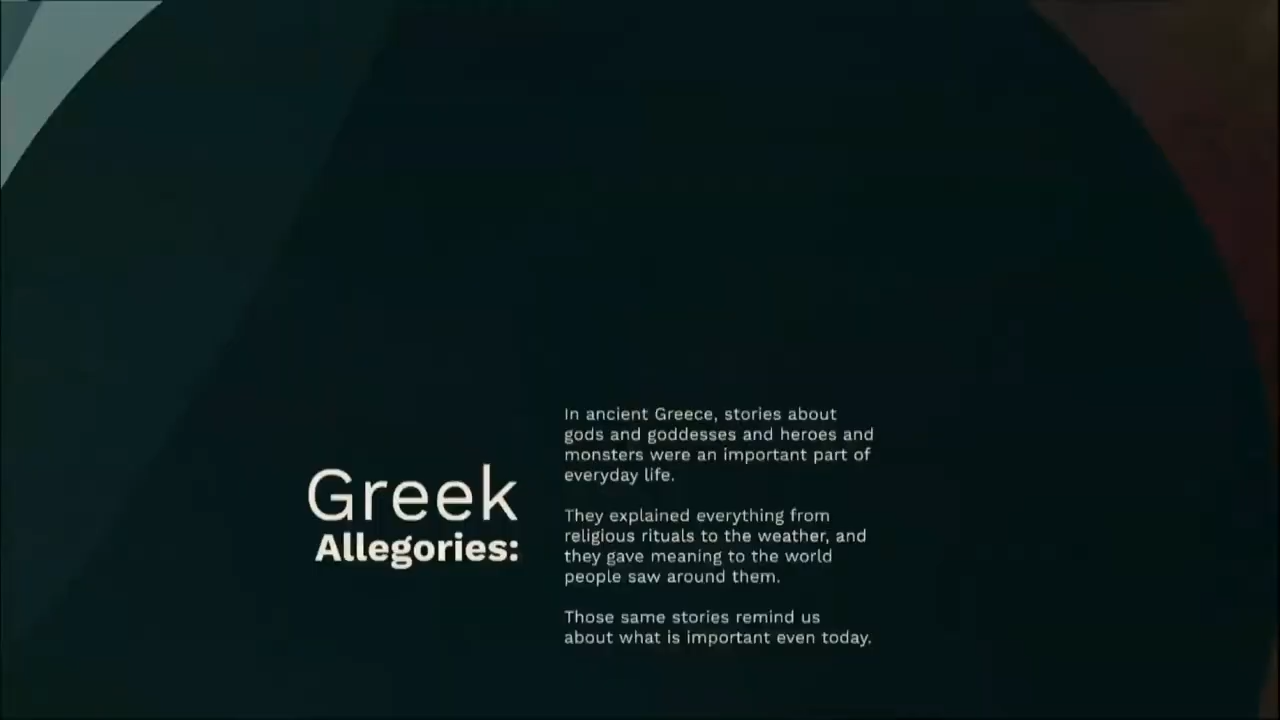 Greek
Allegories:
In ancient Greece, stories about
gods and goddesses and heroes and
monsters were an important part of
everyday life.
They explained everything from
religious rituals to the weather, and
they gave meaning to the world
people saw around them.
Those same stories remind us
about what is important even today.